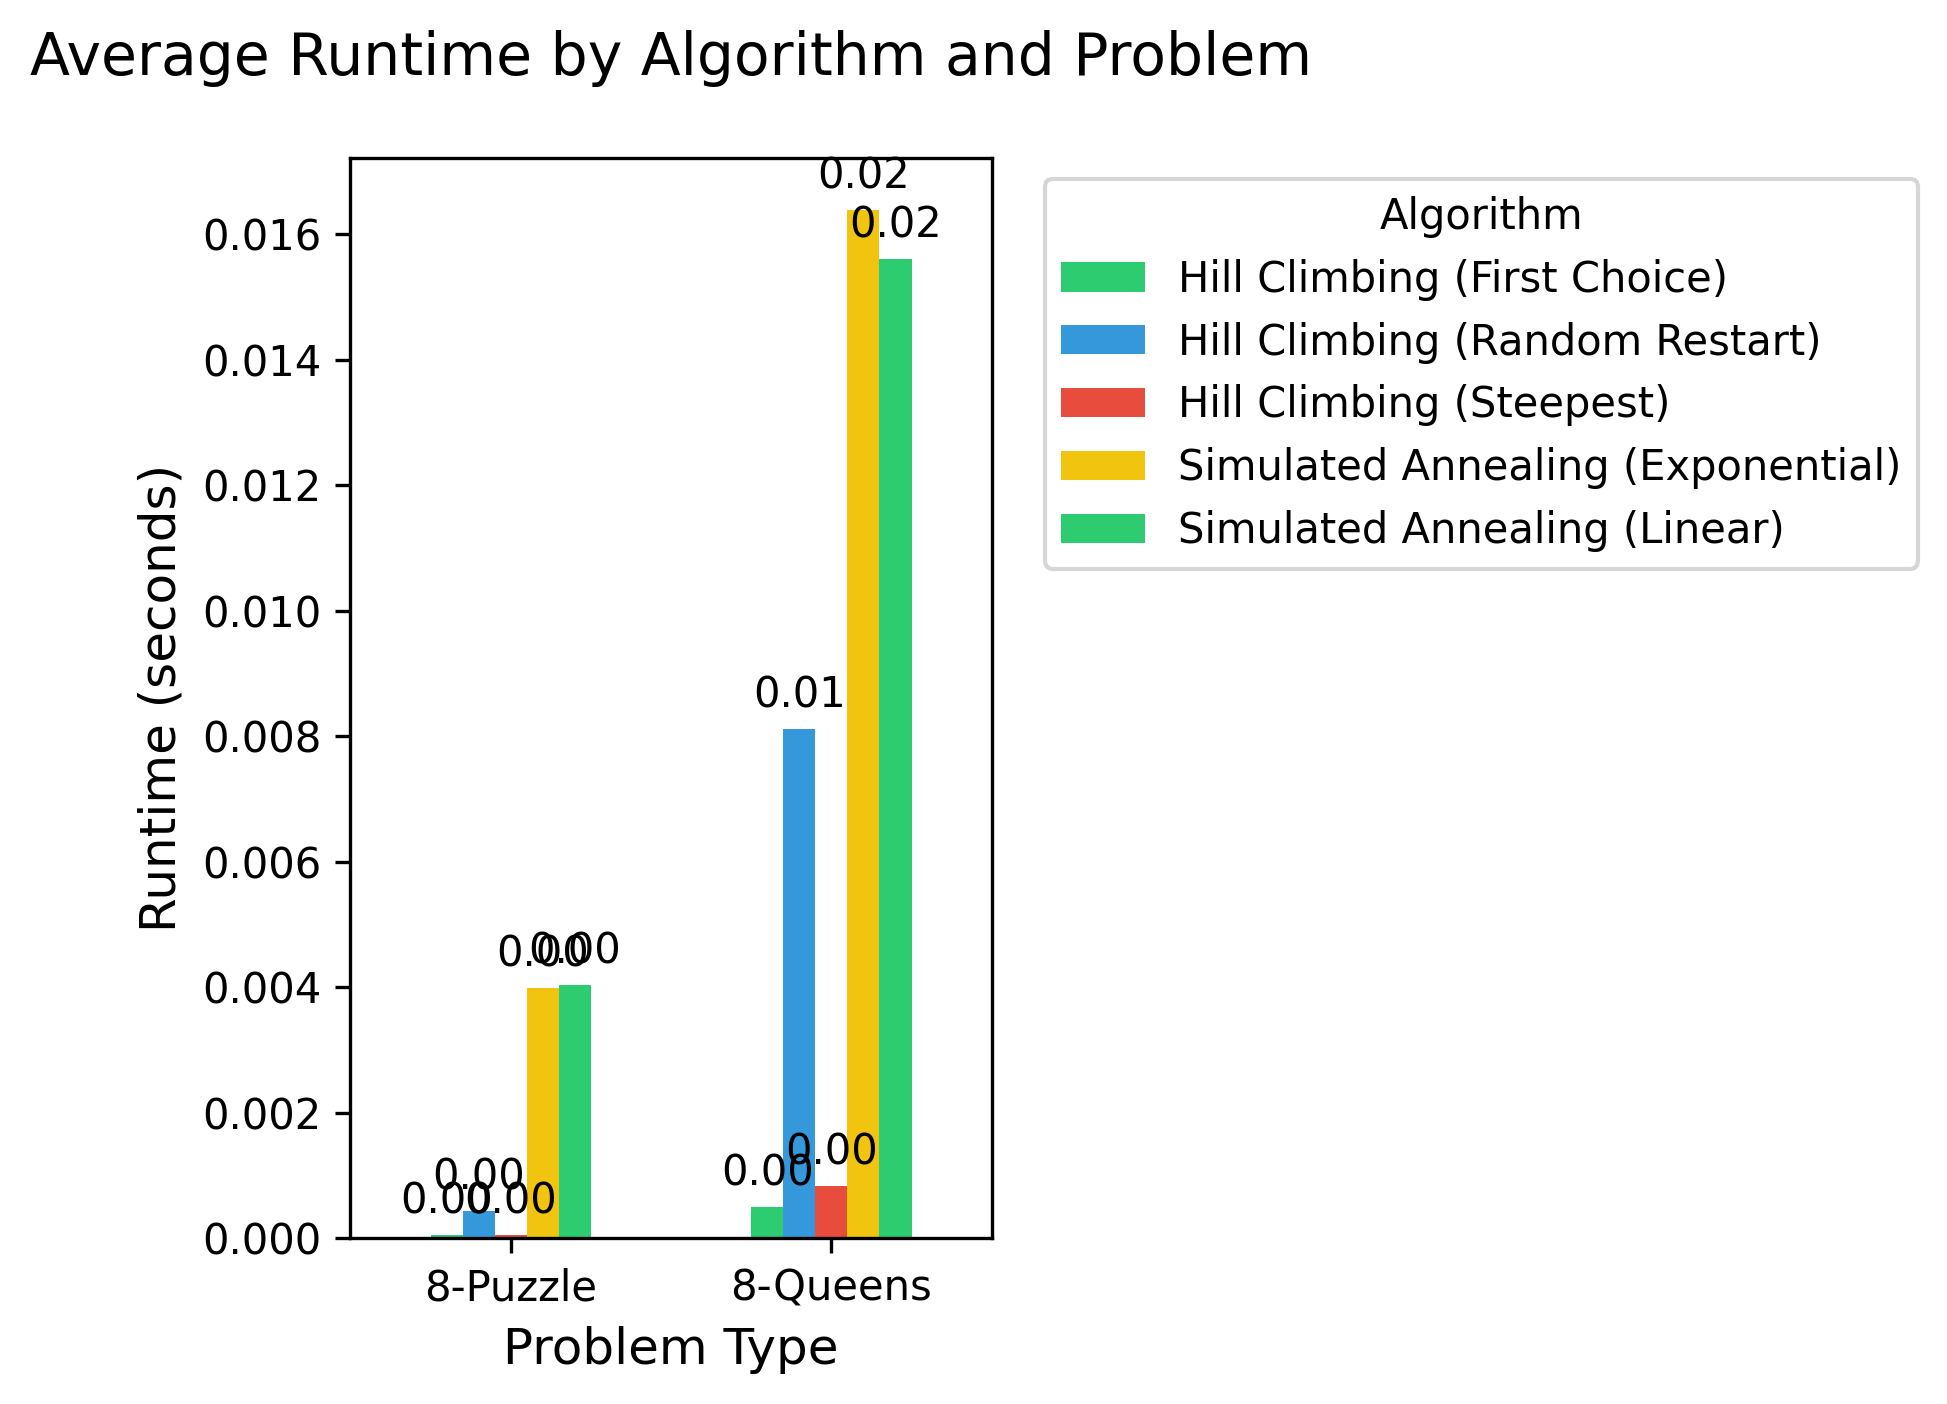 Average Runtime by Algorithm and Problem
Runtime (seconds)
0.016
0.014
0.012
0.010
0.008
0.006
0.004
0.002
0.000
0.00
0.00
0.00
0.00
0.00
0.00
0.01
0.00
0.02
0.02
8-Puzzle
8-Queens
Problem Type
Algorithm
Hill Climbing (First Choice)
Hill Climbing (Random Restart)
Hill Climbing (Steepest)
Simulated Annealing (Exponential)
Simulated Annealing (Linear)